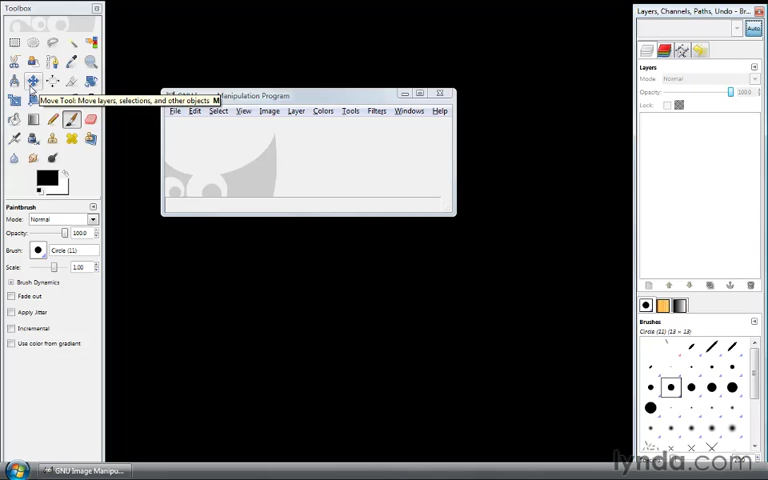 Toolbox
Layers, Channels, Paths, Undo - Br...
Auto
Move Tool: Move layers, selections, and other objects M
Manipulation Program
File Edit Select View Image Layer Colors Tools Filters Windows Help
Layers
Mode: Normal
Opacity: 100.0
Lock:
Paintbrush
Mode: Normal
Opacity: 100.0
Brush: Circle (11)
Scale: 1.00
Brush Dynamics
Fade out
Apply Jitter
Incremental
Use color from gradient
Brushes
Circle (11) (13 × 13)
lynda.com
GNU Image Manipu...